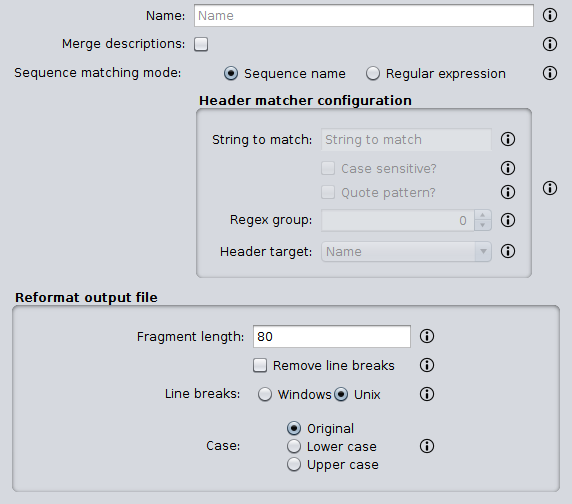 Name: Name
Merge descriptions:
Sequence matching mode: Sequence name Regular expression
Header matcher configuration
String to match: String to match
Case sensitive?
Quote pattern?
Regex group: 0
Header target: Name
Reformat output file
Fragment length: 80
Remove line breaks
Line breaks: Windows Unix
Original
Case: Lower case
Upper case